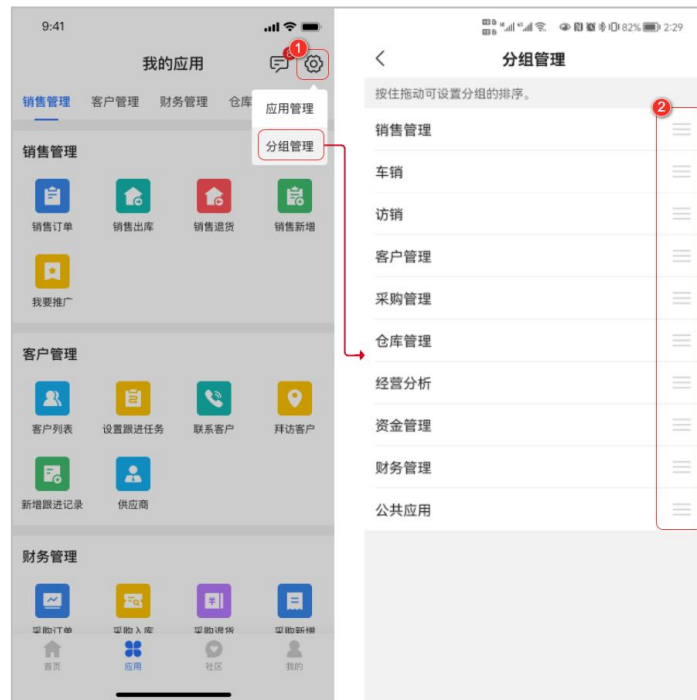 9:41
我的应用
1
销售管理 客户管理 财务管理 仓库
应用管理
分组管理
销售管理
销售订单 销售出库 销售退货 销售新增
我要推广
客户管理
客户列表 设置跟进任务 联系客户 拜访客户
新增跟进记录 供应商
财务管理
采购订单 采购入库 采购退货 采购新增
首页 应用 社区 我的
82% 2:29
分组管理
按住拖动可设置分组的排序。
2
销售管理
车销
访销
客户管理
采购管理
仓库管理
经营分析
资金管理
财务管理
公共应用